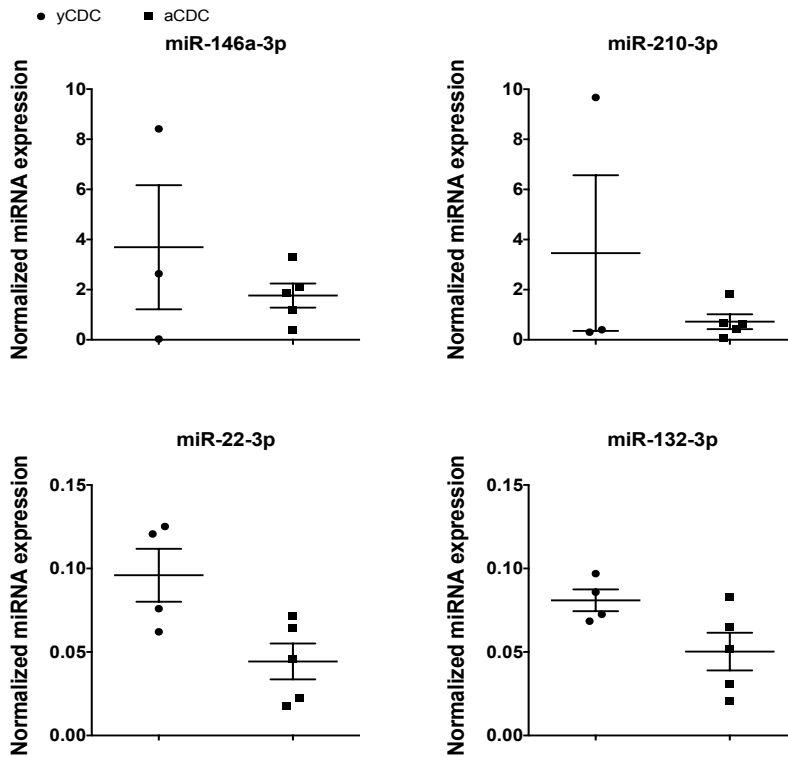 yCDC aCDC
miR-146a-3p
Normalized miRNA expression
10
8
6
4
2
0
miR-210-3p
Normalized miRNA expression
10
8
6
4
2
0
miR-22-3p
Normalized miRNA expression
0.15
0.10
0.05
0.00
miR-132-3p
Normalized miRNA expression
0.15
0.10
0.05
0.00